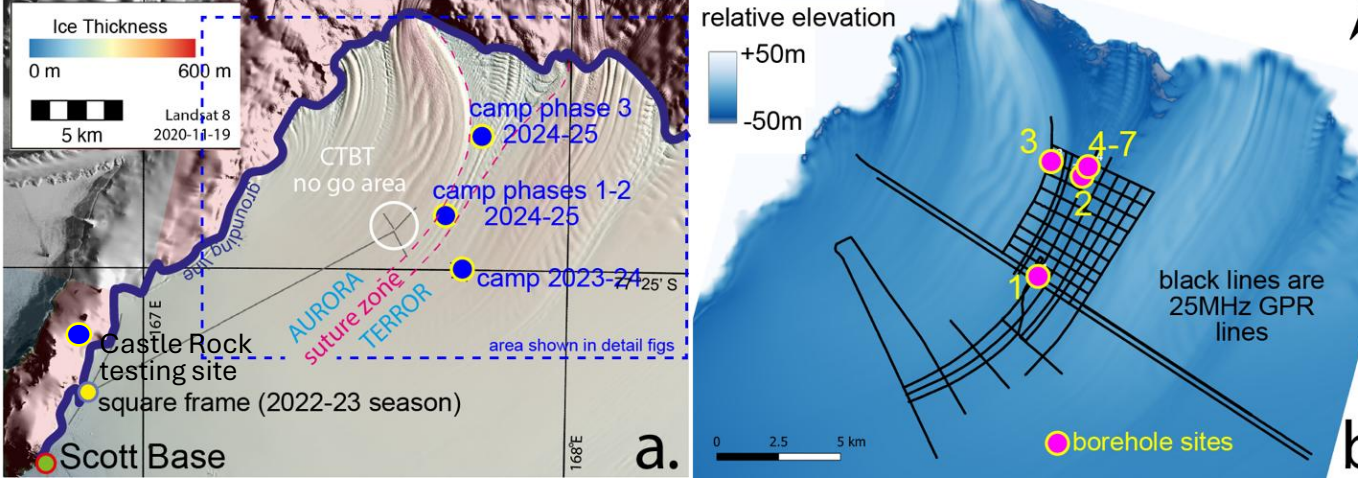 Ice Thickness
0 m
600 m
5 km
Landsat 8
2020-11-19
CTBT
no go area
camp phase 3
2024-25
camp phases 1-2
2024-25
camp 2023-24
77°25' S
grounding line
167 E
AURORA
suture zone
TERROR
area shown in detail figs
Castle Rock
testing site
square frame (2022-23 season)
Scott Base
168°E
a.
relative elevation
+50m
-50m
3
4-7
2
1
black lines are
25MHz GPR
lines
0
2.5
5 km
borehole sites